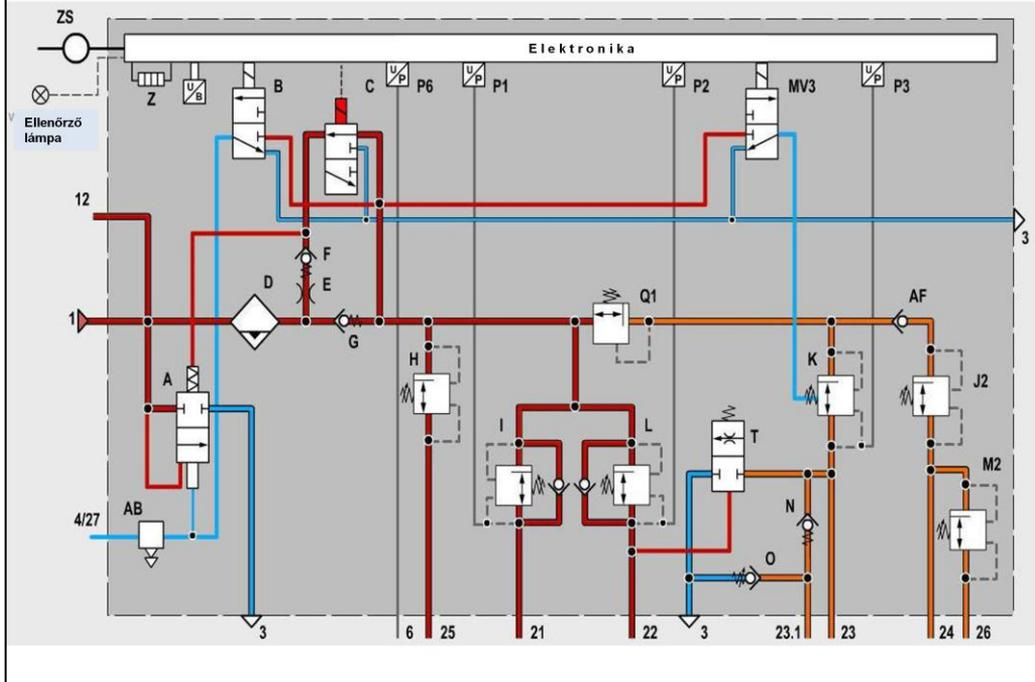 ZS
Elektronika
Z
U
B
B
C
U
P
P6
U
P
P1
U
P
P2
MV3
U
P
P3
Ellenőrző
lámpa
12
3
F
D
E
Q1
AF
1
G
A
H
K
J2
I
L
T
M2
4/27
AB
N
O
3
6
25
21
22
3
23.1
23
24
26